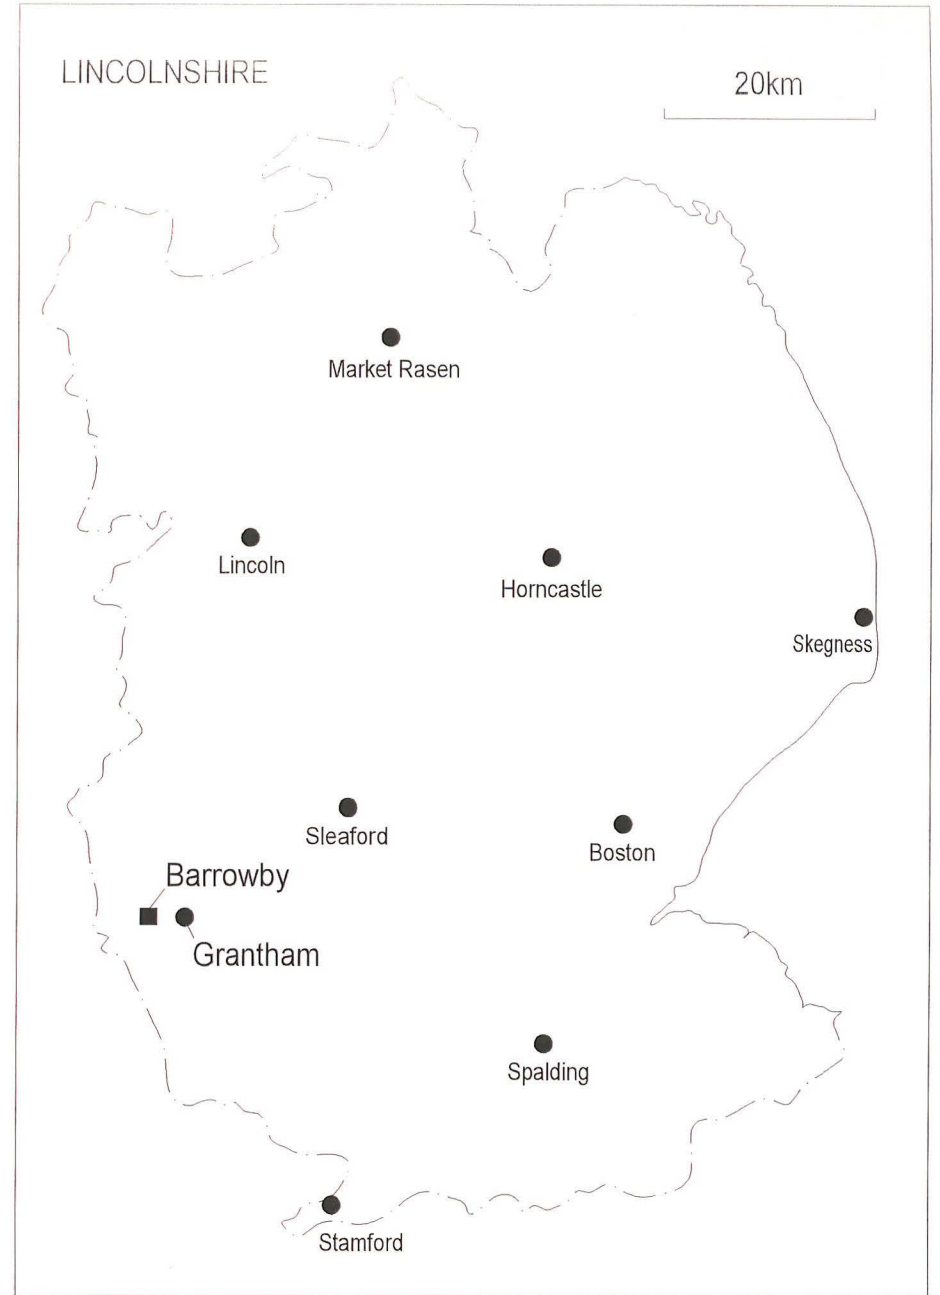 LINCOLNSHIRE
20km
Market Rasen
Lincoln
Horncastle
Skegness
Sleaford
Boston
Barrowby
Grantham
Spalding
Stamford